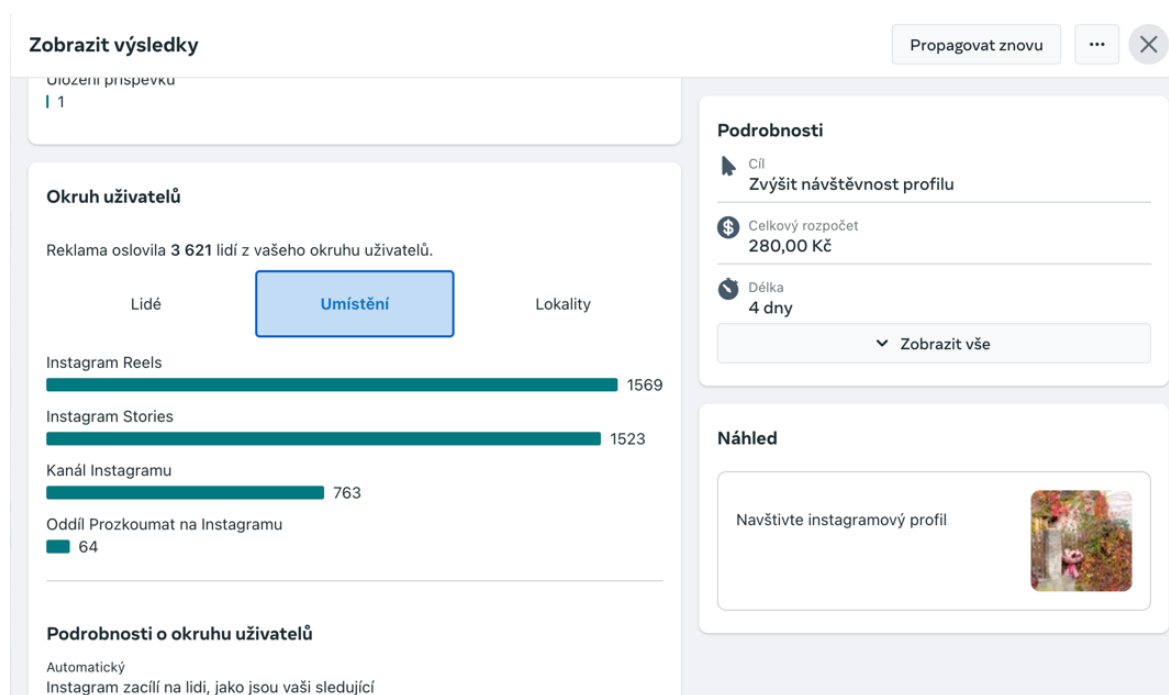 Zobrazit výsledky
Propagovat znovu
Uložení příspěvku
1
Okruh uživatelů
Reklama oslovila 3 621 lidí z vašeho okruhu uživatelů.
Lidé
Umístění
Lokality
Instagram Reels
1569
Instagram Stories
1523
Kanál Instagramu
763
Oddíl Prozkoumat na Instagramu
64
Podrobnosti o okruhu uživatelů
Automatický
Instagram zacílí na lidi, jako jsou vaši sledující
Podrobnosti
Cíl
Zvýšit návštěvnost profilu
Celkový rozpočet
280,00 Kč
Délka
4 dny
Zobrazit vše
Náhled
Navštivte instagramový profil